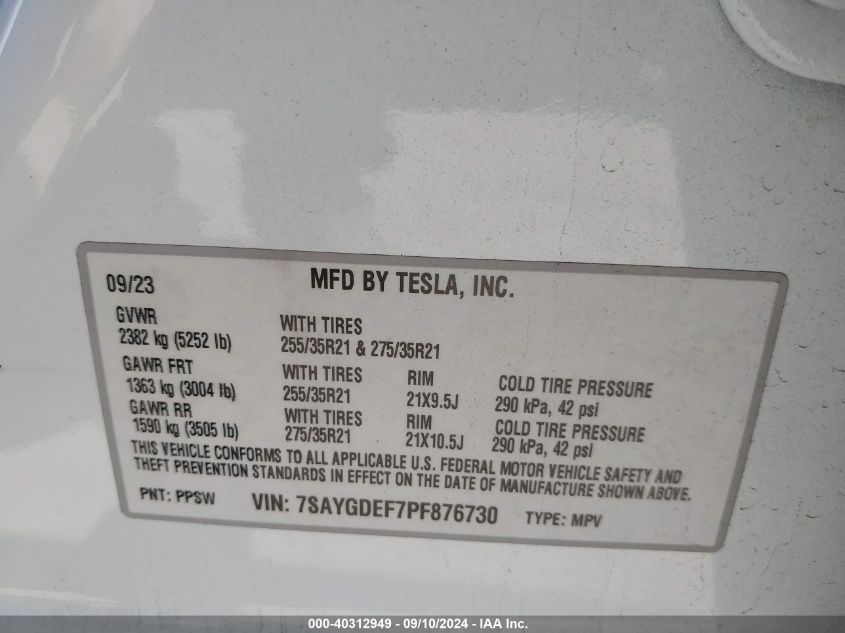 09/23 MFD BY TESLA, INC.
GVWR
2382 kg (5252 lb)
WITH TIRES
255/35R21 & 275/35R21
GAWR FRT
1363 kg (3004 lb)
WITH TIRES
255/35R21
RIM
21X9.5J
COLD TIRE PRESSURE
290 kPa, 42 psi
GAWR RR
1590 kg (3505 lb)
WITH TIRES
275/35R21
RIM
21X10.5J
COLD TIRE PRESSURE
290 kPa, 42 psi
THIS VEHICLE CONFORMS TO ALL APPLICABLE U.S. FEDERAL MOTOR VEHICLE SAFETY AND
THEFT PREVENTION STANDARDS IN EFFECT ON THE DATE OF MANUFACTURE SHOWN ABOVE.
PNT: PPSW VIN: 7SAYGDEF7PF876730 TYPE: MPV
000-40312949 - 09/10/2024 - IAA Inc.